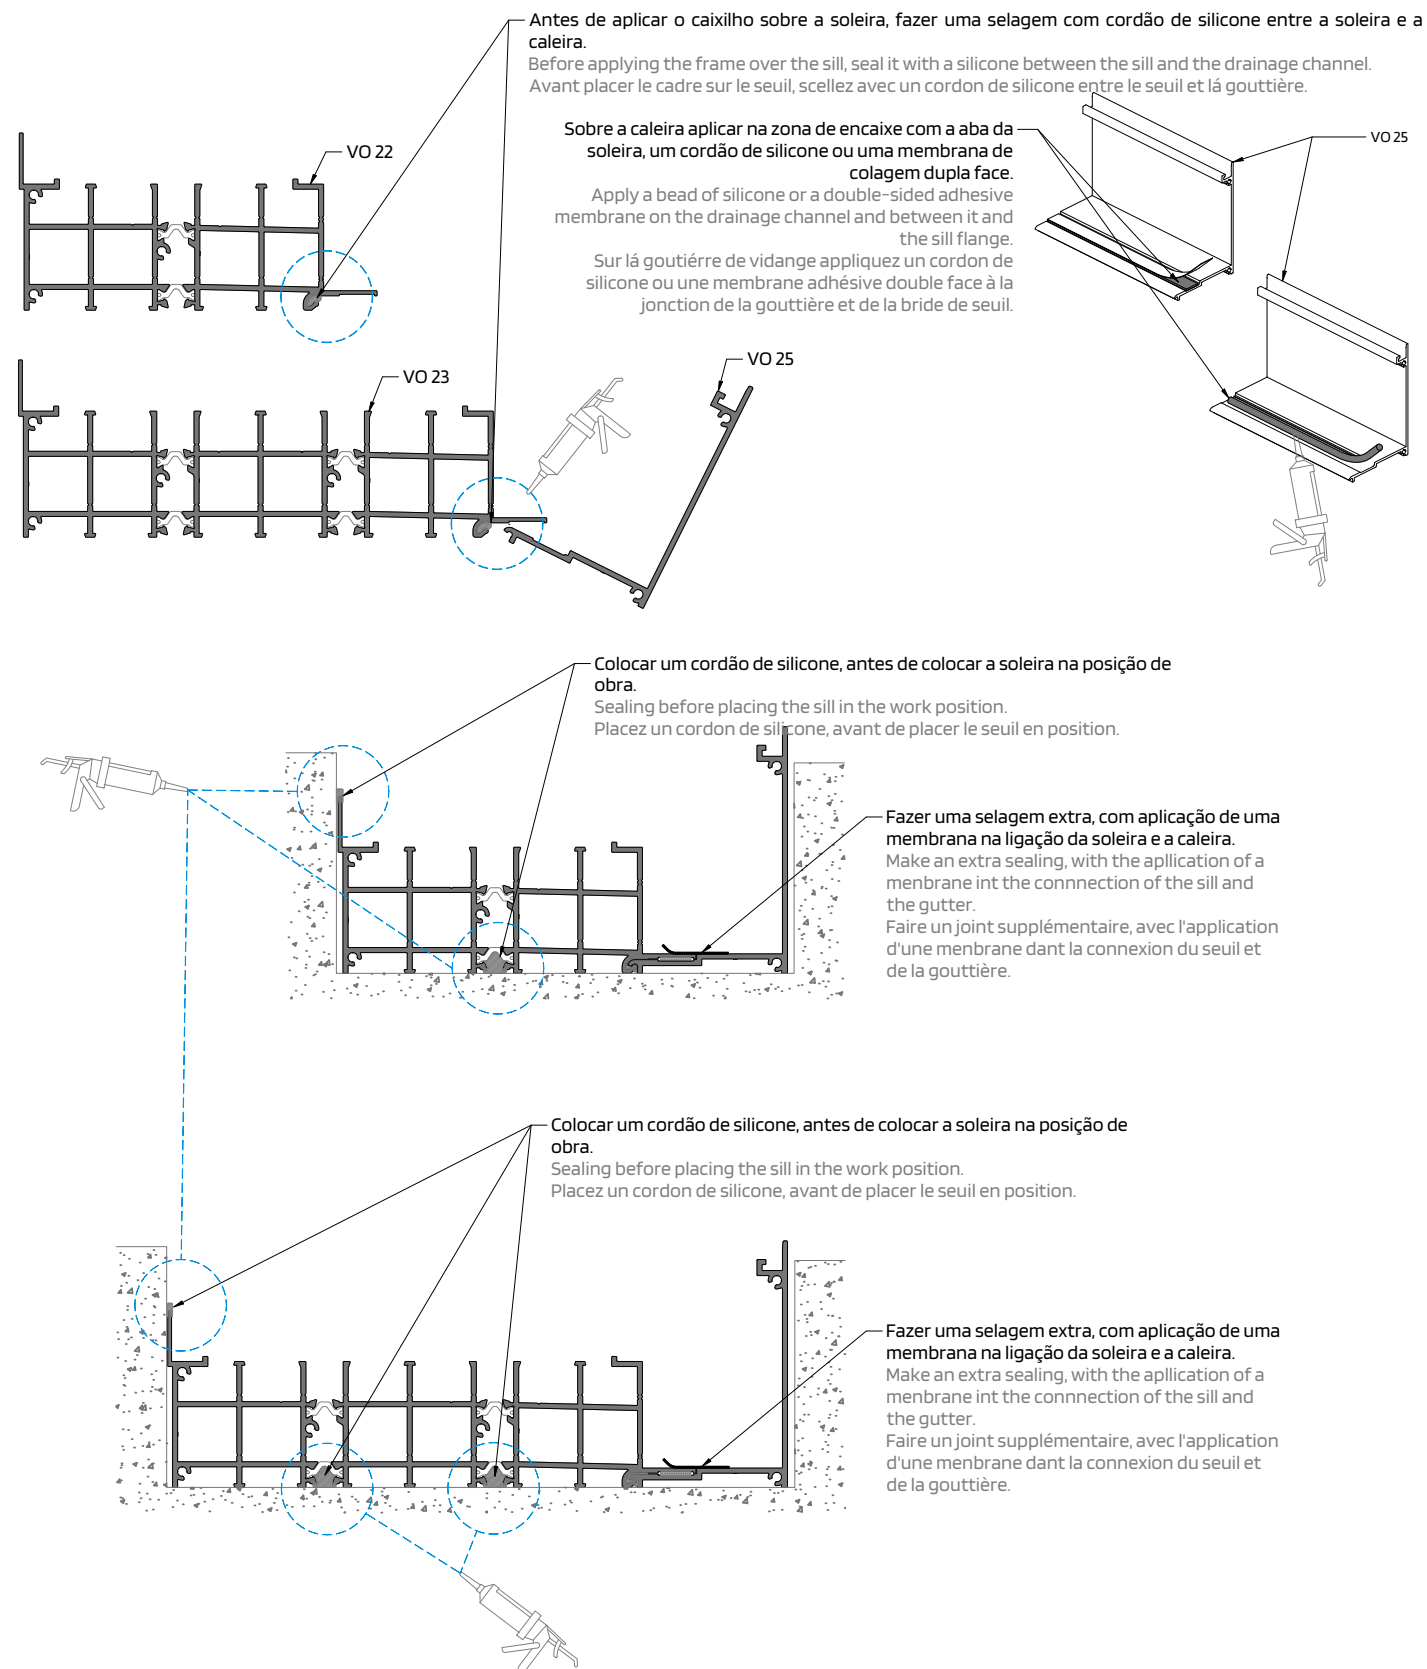 Antes de aplicar o caixilho sobre a soleira, fazer uma selagem com cordão de silicone entre a soleira e a
caleira.
Before applying the frame over the sill, seal it with a silicone between the sill and the drainage channel.
Avant placer le cadre sur le seuil, scellez avec un cordon de silicone entre le seuil et lá gouttière.
Sobre a caleira aplicar na zona de encaixe com a aba da
soleira, um cordão de silicone ou uma membrana de
colagem dupla face.
Apply a bead of silicone or a double-sided adhesive
membrane on the drainage channel and between it and
the sill flange.
Sur lá goutiérre de vidange appliquez un cordon de
silicone ou une membrane adhésive double face à la
jonction de la gouttière et de la bride de seuil.
VO 25
VO 22
VO 23
VO 25
Colocar um cordão de silicone, antes de colocar a soleira na posição de
obra.
Sealing before placing the sill in the work position.
Placez un cordon de silicone, avant de placer le seuil en position.
Fazer uma selagem extra, com aplicação de uma
membrana na ligação da soleira e a caleira.
Make an extra sealing, with the apllication of a
menbrane int the connnection of the sill and
the gutter.
Faire un joint supplémentaire, avec l'application
d'une menbrane dant la connexion du seuil et
de la gouttière.
Colocar um cordão de silicone, antes de colocar a soleira na posição de
obra.
Sealing before placing the sill in the work position.
Placez un cordon de silicone, avant de placer le seuil en position.
Fazer uma selagem extra, com aplicação de uma
membrana na ligação da soleira e a caleira.
Make an extra sealing, with the apllication of a
menbrane int the connnection of the sill and
the gutter.
Faire un joint supplémentaire, avec l'application
d'une menbrane dant la connexion du seuil et
de la gouttière.